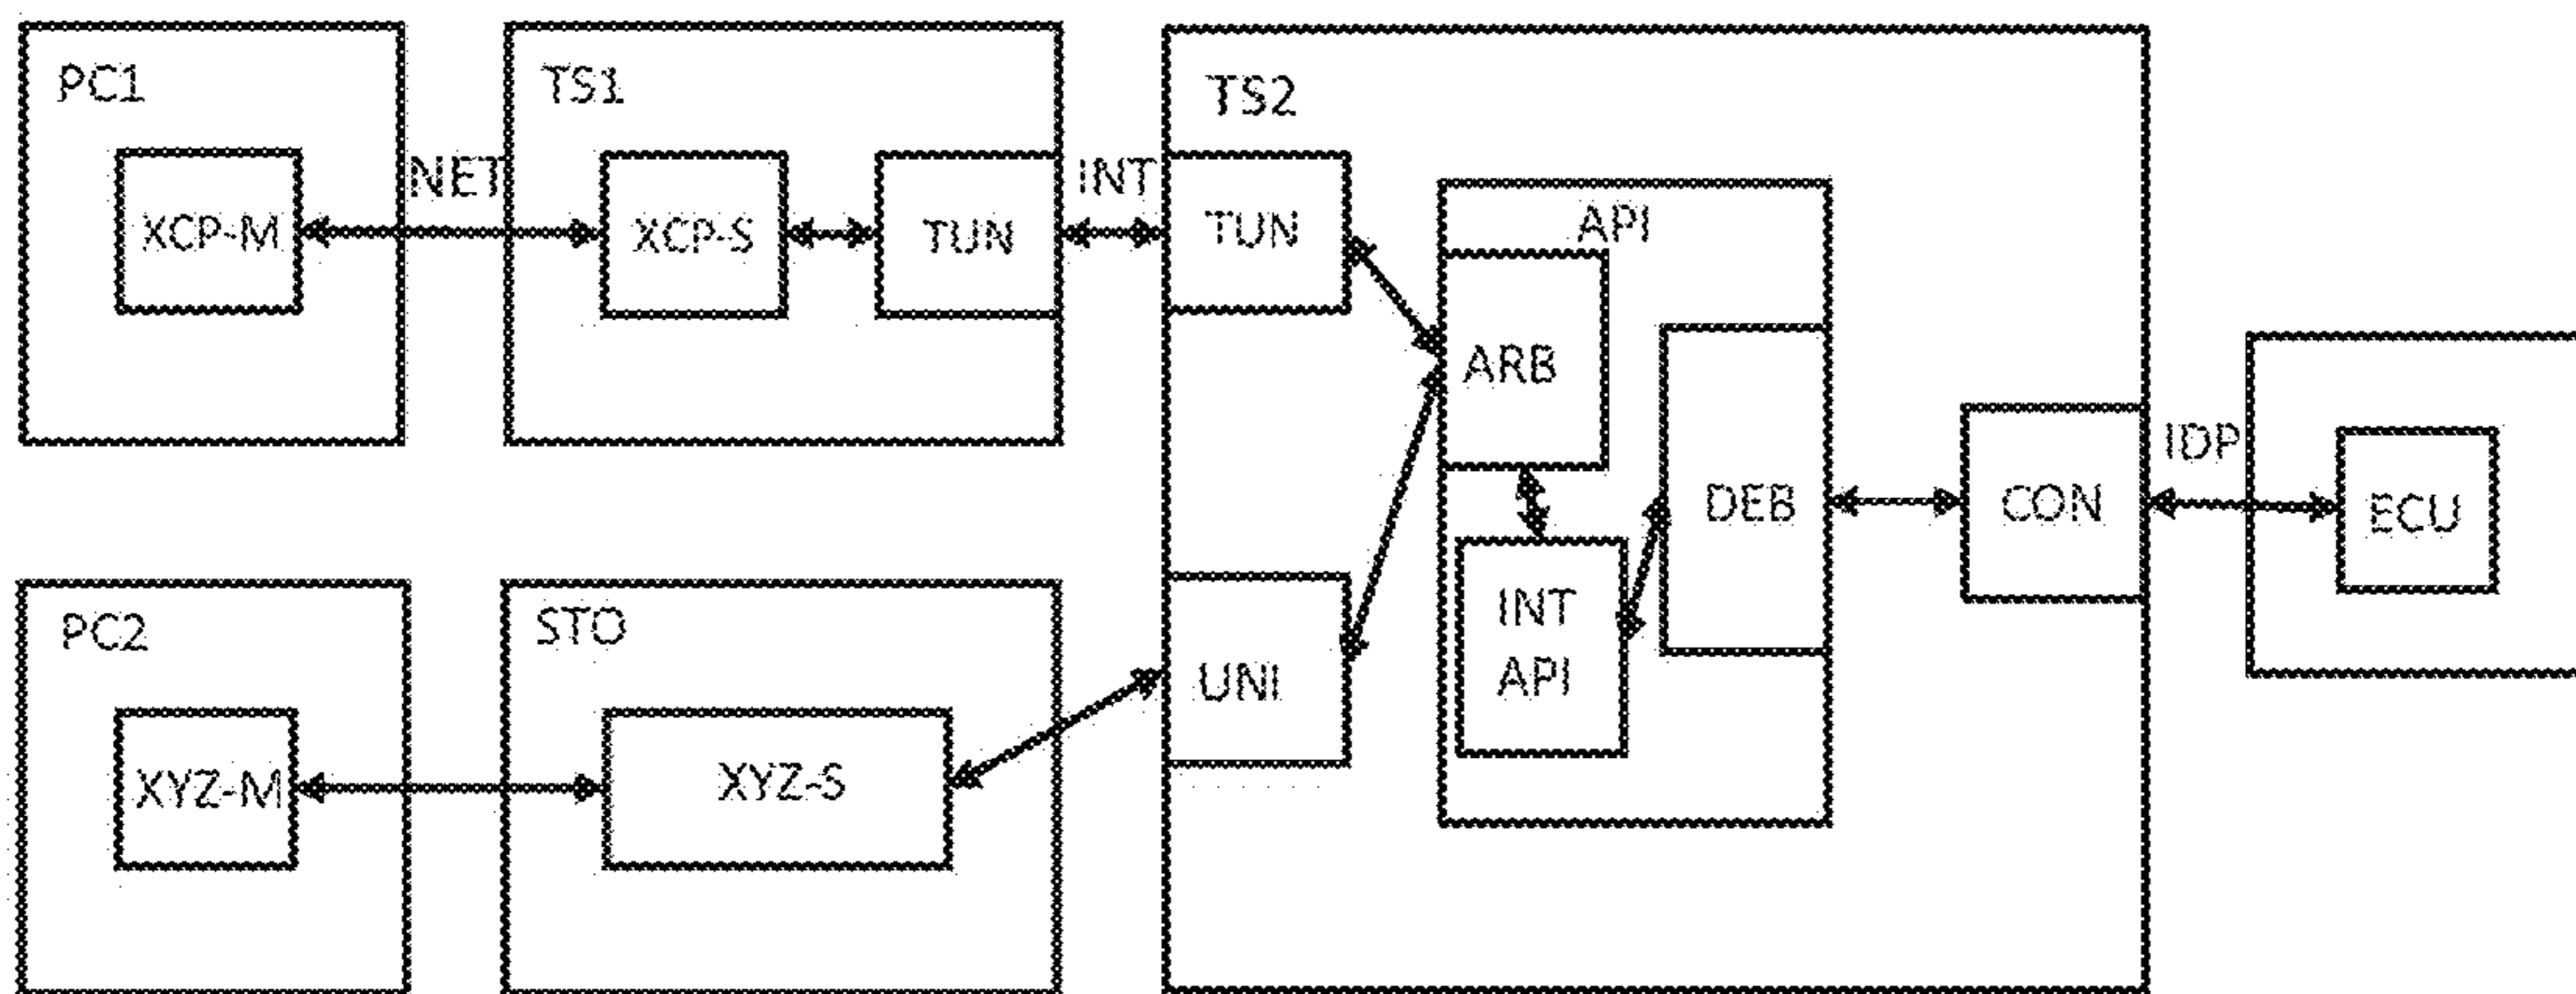 PC1
XCP-M
NET
TS1
XCP-S
TUN
INT
TS2
TUN
API
ARB
INT
API
DEB
CON
IDP
ECU
PC2
XYZ-M
STO
XYZ-S
UNI